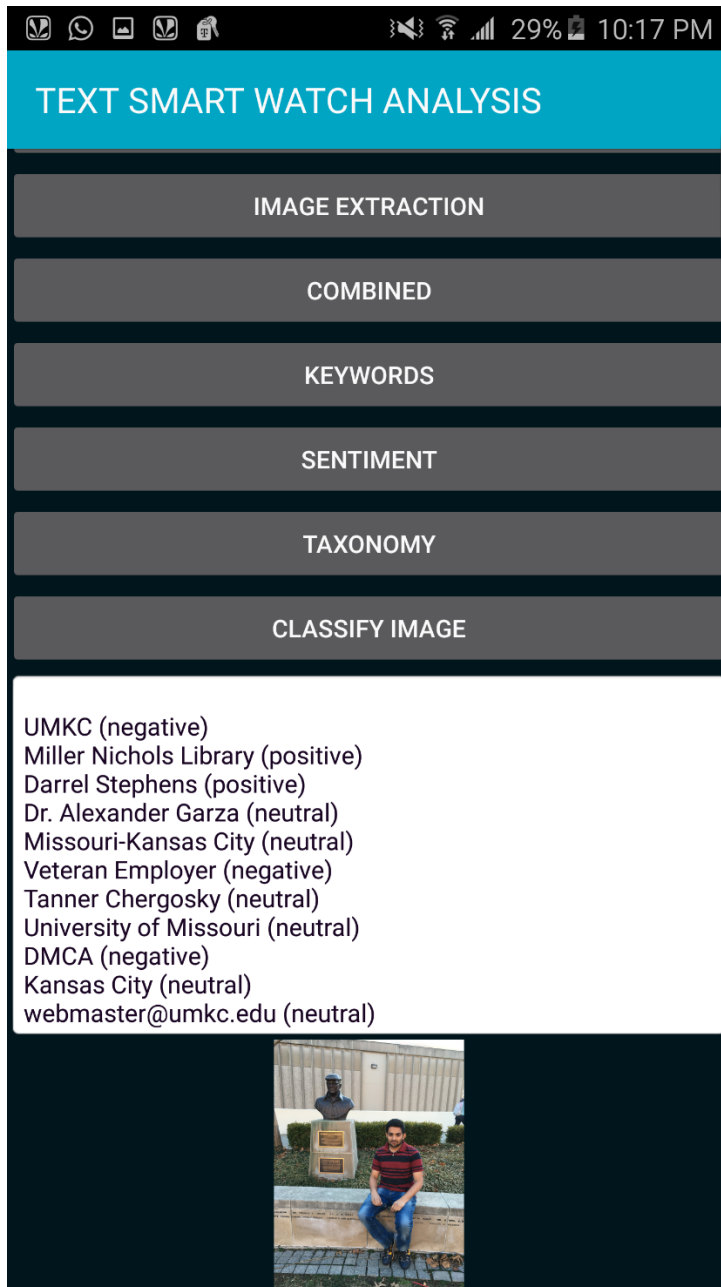 29% 10:17 PM
TEXT SMART WATCH ANALYSIS
IMAGE EXTRACTION
COMBINED
KEYWORDS
SENTIMENT
TAXONOMY
CLASSIFY IMAGE
UMKC (negative)
Miller Nichols Library (positive)
Darrel Stephens (positive)
Dr. Alexander Garza (neutral)
Missouri-Kansas City (neutral)
Veteran Employer (negative)
Tanner Chergosky (neutral)
University of Missouri (neutral)
DMCA (negative)
Kansas City (neutral)
webmaster@umkc.edu (neutral)